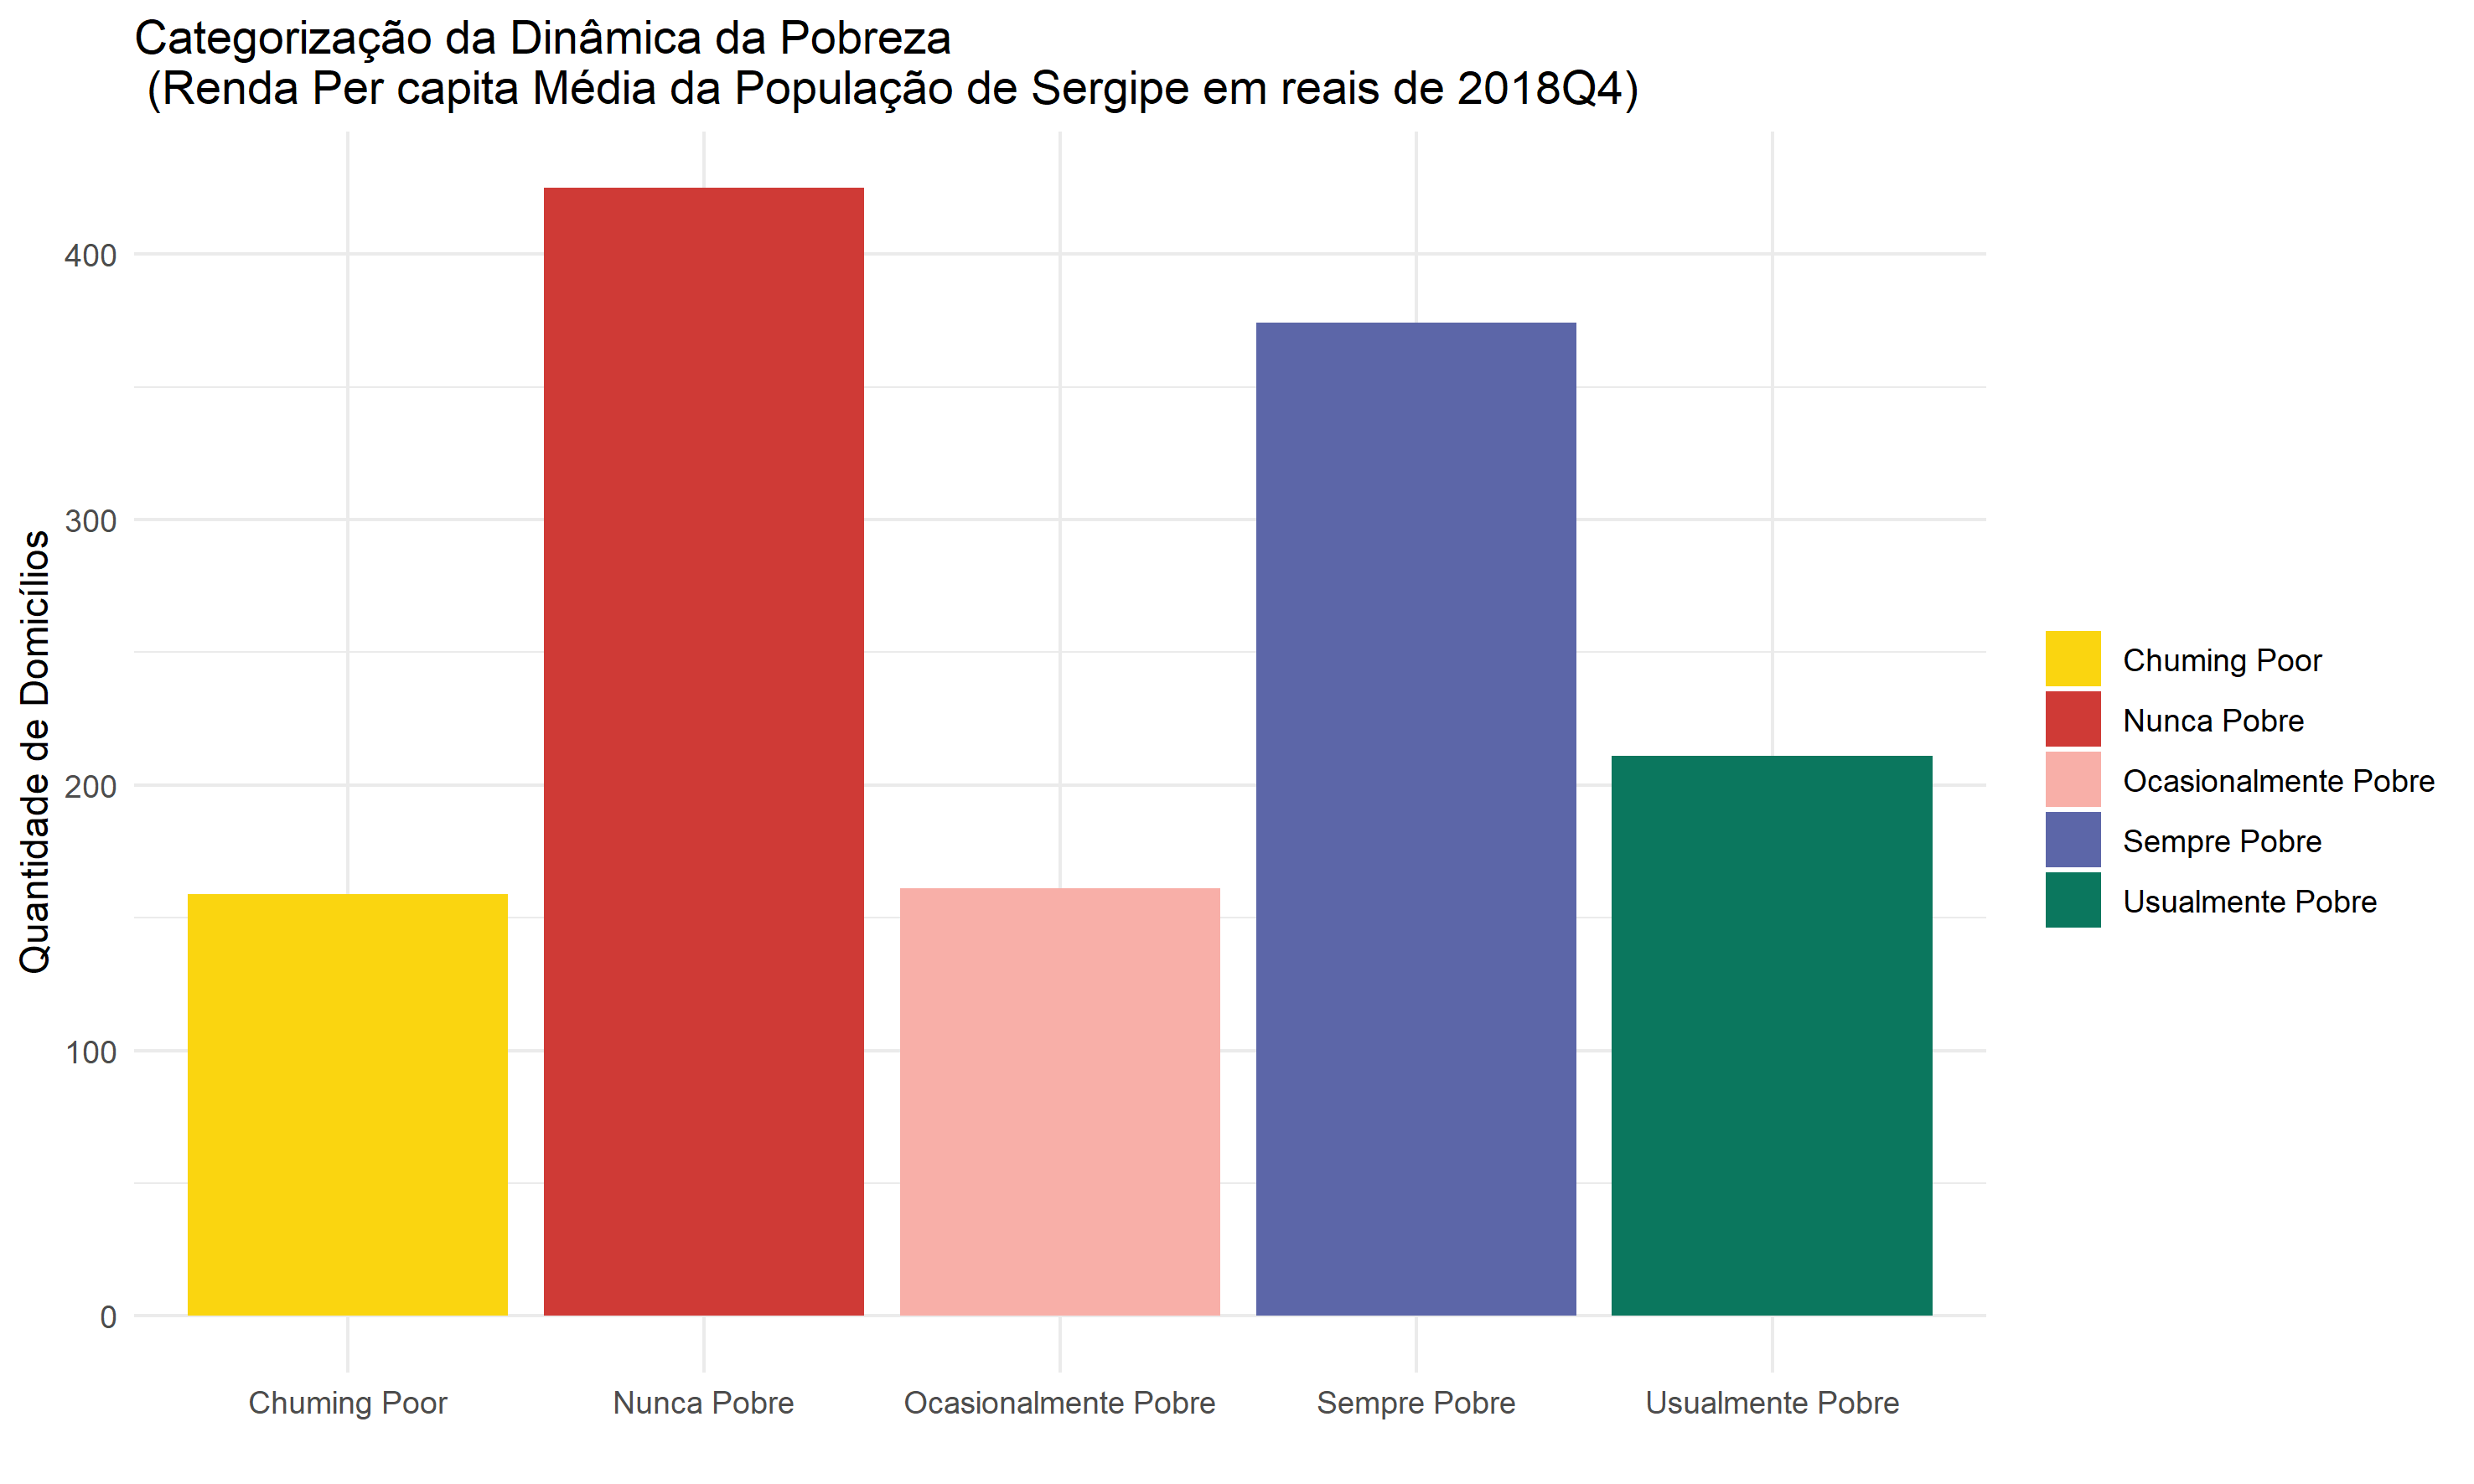 Categorização da Dinâmica da Pobreza
(Renda Per capita Média da População de Sergipe em reais de 2018Q4)
Quantidade de Domicílios
400
300
200
100
0
Chuming Poor
Nunca Pobre
Ocasionalmente Pobre
Sempre Pobre
Usualmente Pobre
Chuming Poor
Nunca Pobre
Ocasionalmente Pobre
Sempre Pobre
Usualmente Pobre